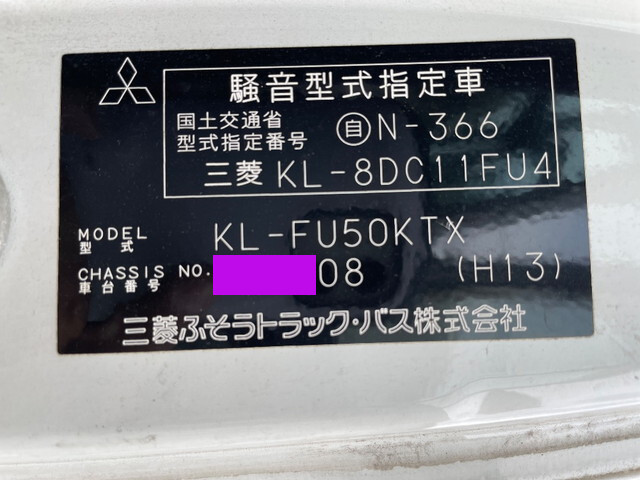 騒音型式指定車
国土交通省
型式指定番号 自N-366
三菱 KL-8DC11FU4
MODEL
型式 KL-FU50KTX
CHASSIS NO.
車台番号 08 (H13)
三菱ふそうトラック・バス株式会社